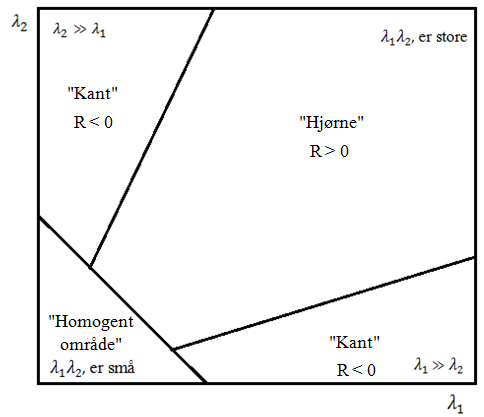 λ₂
λ₂ ≫ λ₁
λ₁λ₂, er store
"Kant"
R < 0
"Hjørne"
R > 0
"Homogent
område"
λ₁λ₂, er små
"Kant"
R < 0
λ₁ ≫ λ₂
λ₁